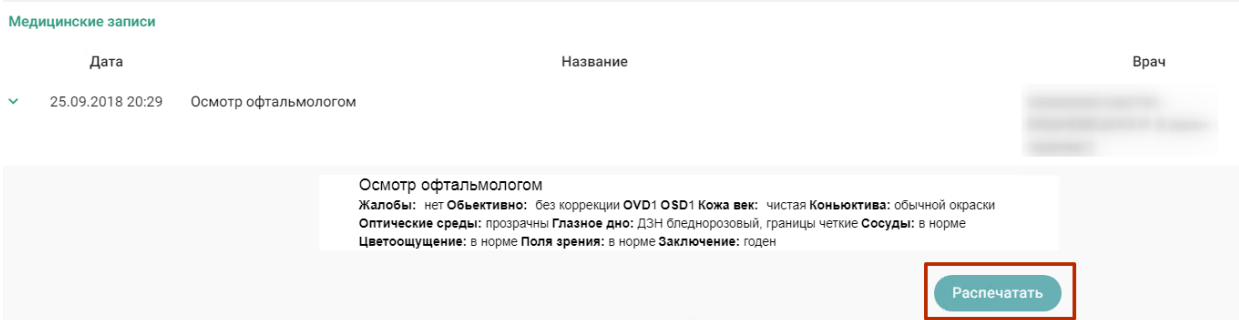 Медицинские записи
Дата Название Врач
25.09.2018 20:29 Осмотр офтальмологом
Осмотр офтальмологом
Жалобы: нет Обьективно: без коррекции OVD1 OSD1 Кожа век: чистая Коньюктива: обычной окраски
Оптические среды: прозрачны Глазное дно: ДЗН бледнорозовый, границы четкие Сосуды: в норме
Цветоощущение: в норме Поля зрения: в норме Заключение: годен
Распечатать